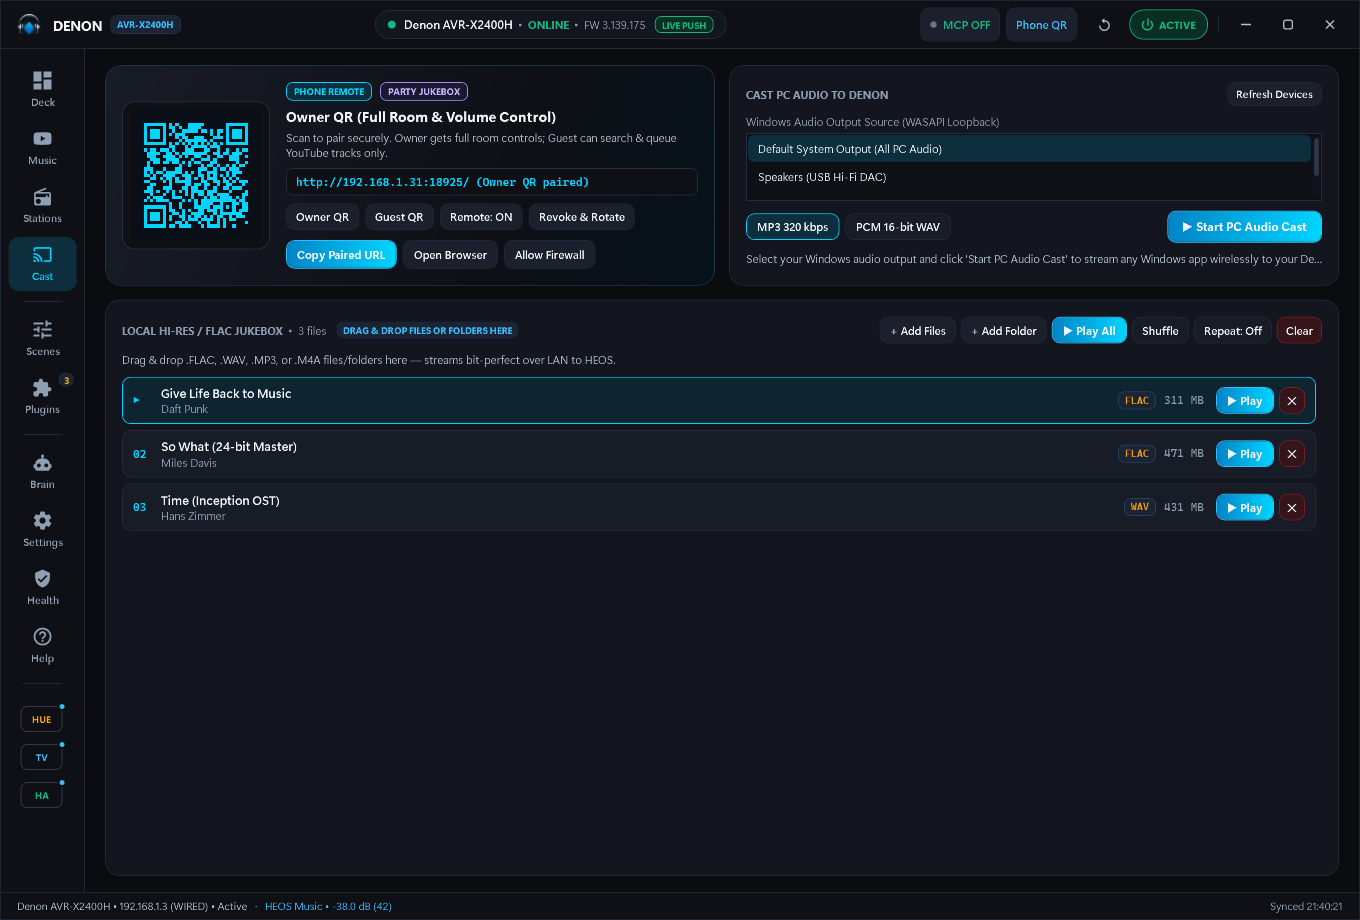 DENON AVR-X2400H
Denon AVR-X2400H • ONLINE • FW 3.139.175 LIVE PUSH
MCP OFF
Phone QR
ACTIVE
Deck
Music
Stations
Cast
Scenes
Plugins
3
Brain
Settings
Health
Help
HUE
TV
HA
PHONE REMOTE
PARTY JUKEBOX
Owner QR (Full Room & Volume Control)
Scan to pair securely. Owner gets full room controls; Guest can search & queue
YouTube tracks only.
http://192.168.1.31:18925/ (Owner QR paired)
Owner QR
Guest QR
Remote: ON
Revoke & Rotate
Copy Paired URL
Open Browser
Allow Firewall
CAST PC AUDIO TO DENON
Refresh Devices
Windows Audio Output Source (WASAPI Loopback)
Default System Output (All PC Audio)
Speakers (USB Hi-Fi DAC)
MP3 320 kbps
PCM 16-bit WAV
▶ Start PC Audio Cast
Select your Windows audio output and click 'Start PC Audio Cast' to stream any Windows app wirelessly to your De...
LOCAL HI-RES / FLAC JUKEBOX • 3 files
DRAG & DROP FILES OR FOLDERS HERE
+ Add Files
+ Add Folder
▶ Play All
Shuffle
Repeat: Off
Clear
Drag & drop .FLAC, .WAV, .MP3, or .M4A files/folders here — streams bit-perfect over LAN to HEOS.
▶
Give Life Back to Music
Daft Punk
FLAC 311 MB ▶ Play ✕
02
So What (24-bit Master)
Miles Davis
FLAC 471 MB ▶ Play ✕
03
Time (Inception OST)
Hans Zimmer
WAV 431 MB ▶ Play ✕
Denon AVR-X2400H • 192.168.1.3 (WIRED) • Active · HEOS Music • -38.0 dB (42)
Synced 21:40:21